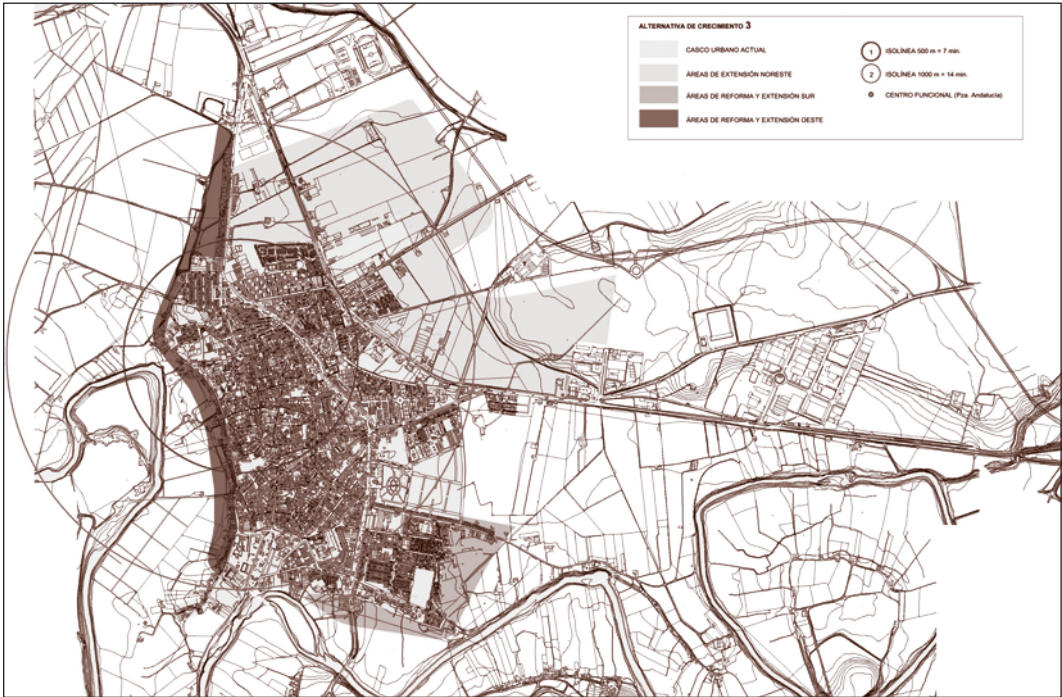 ALTERNATIVA DE CRECIMIENTO 3
CASCO URBANO ACTUAL
ÁREAS DE EXTENSIÓN NORESTE
ÁREAS DE REFORMA Y EXTENSIÓN SUR
ÁREAS DE REFORMA Y EXTENSIÓN OESTE
1 ISOLÍNEA 500 m = 7 min.
2 ISOLÍNEA 1000 m = 14 min.
CENTRO FUNCIONAL (Pza. Andalucía)